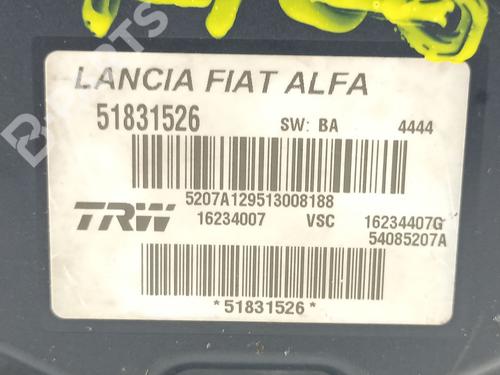 LANCIA FIAT ALFA
51831526 SW: BA 4444
5207A129513008188
TRW 16234007 VSC 16234407G
54085207A
*51831526*